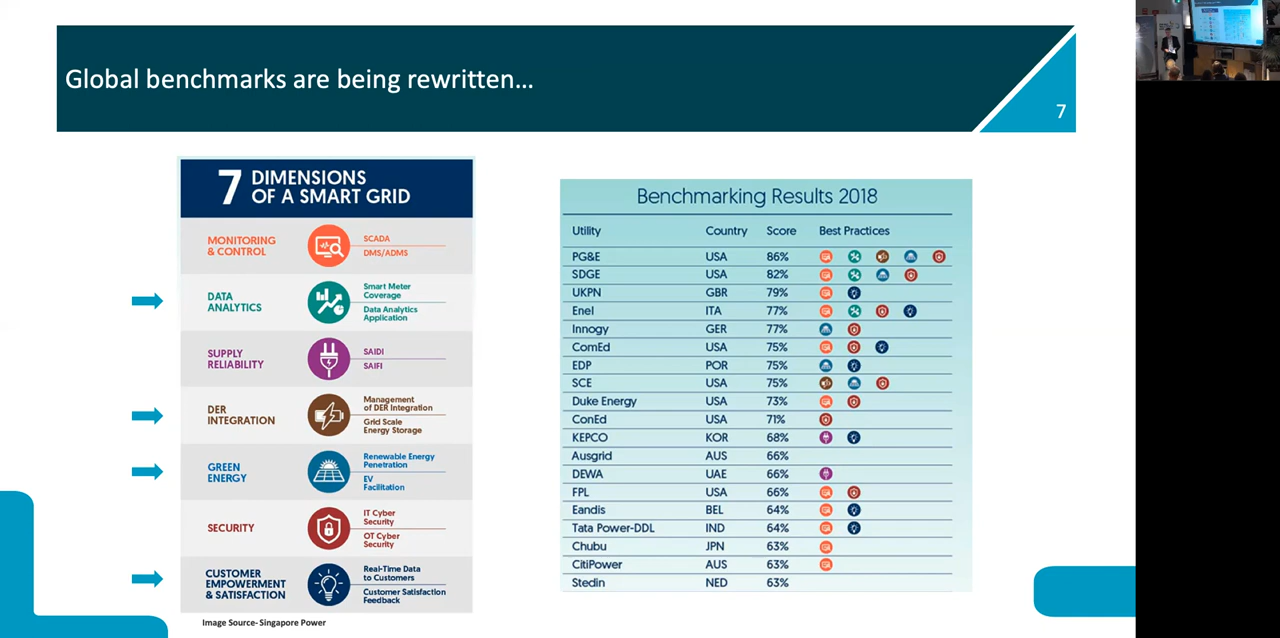 Global benchmarks are being rewritten...
7
7 DIMENSIONS
OF A SMART GRID
MONITORING
& CONTROL
SCADA
DMS/ADMS
DATA
ANALYTICS
Smart Meter
Coverage
Data Analytics
Application
SUPPLY
RELIABILITY
SAIDI
SAIFI
DER
INTEGRATION
Management
of DER Integration
Grid Scale
Energy Storage
GREEN
ENERGY
Renewable Energy
Penetration
EV
Facilitation
SECURITY
IT Cyber
Security
OT Cyber
Security
CUSTOMER
EMPOWERMENT
& SATISFACTION
Real-Time Data
to Customers
Customer Satisfaction
Feedback
Image Source- Singapore Power
Benchmarking Results 2018
Utility Country Score Best Practices
PG&E USA 86%
SDGE USA 82%
UKPN GBR 79%
Enel ITA 77%
Innogy GER 77%
ComEd USA 75%
EDP POR 75%
SCE USA 75%
Duke Energy USA 73%
ConEd USA 71%
KEPCO KOR 68%
Ausgrid AUS 66%
DEWA UAE 66%
FPL USA 66%
Eandis BEL 64%
Tata Power-DDL IND 64%
Chubu JPN 63%
CitiPower AUS 63%
Stedin NED 63%